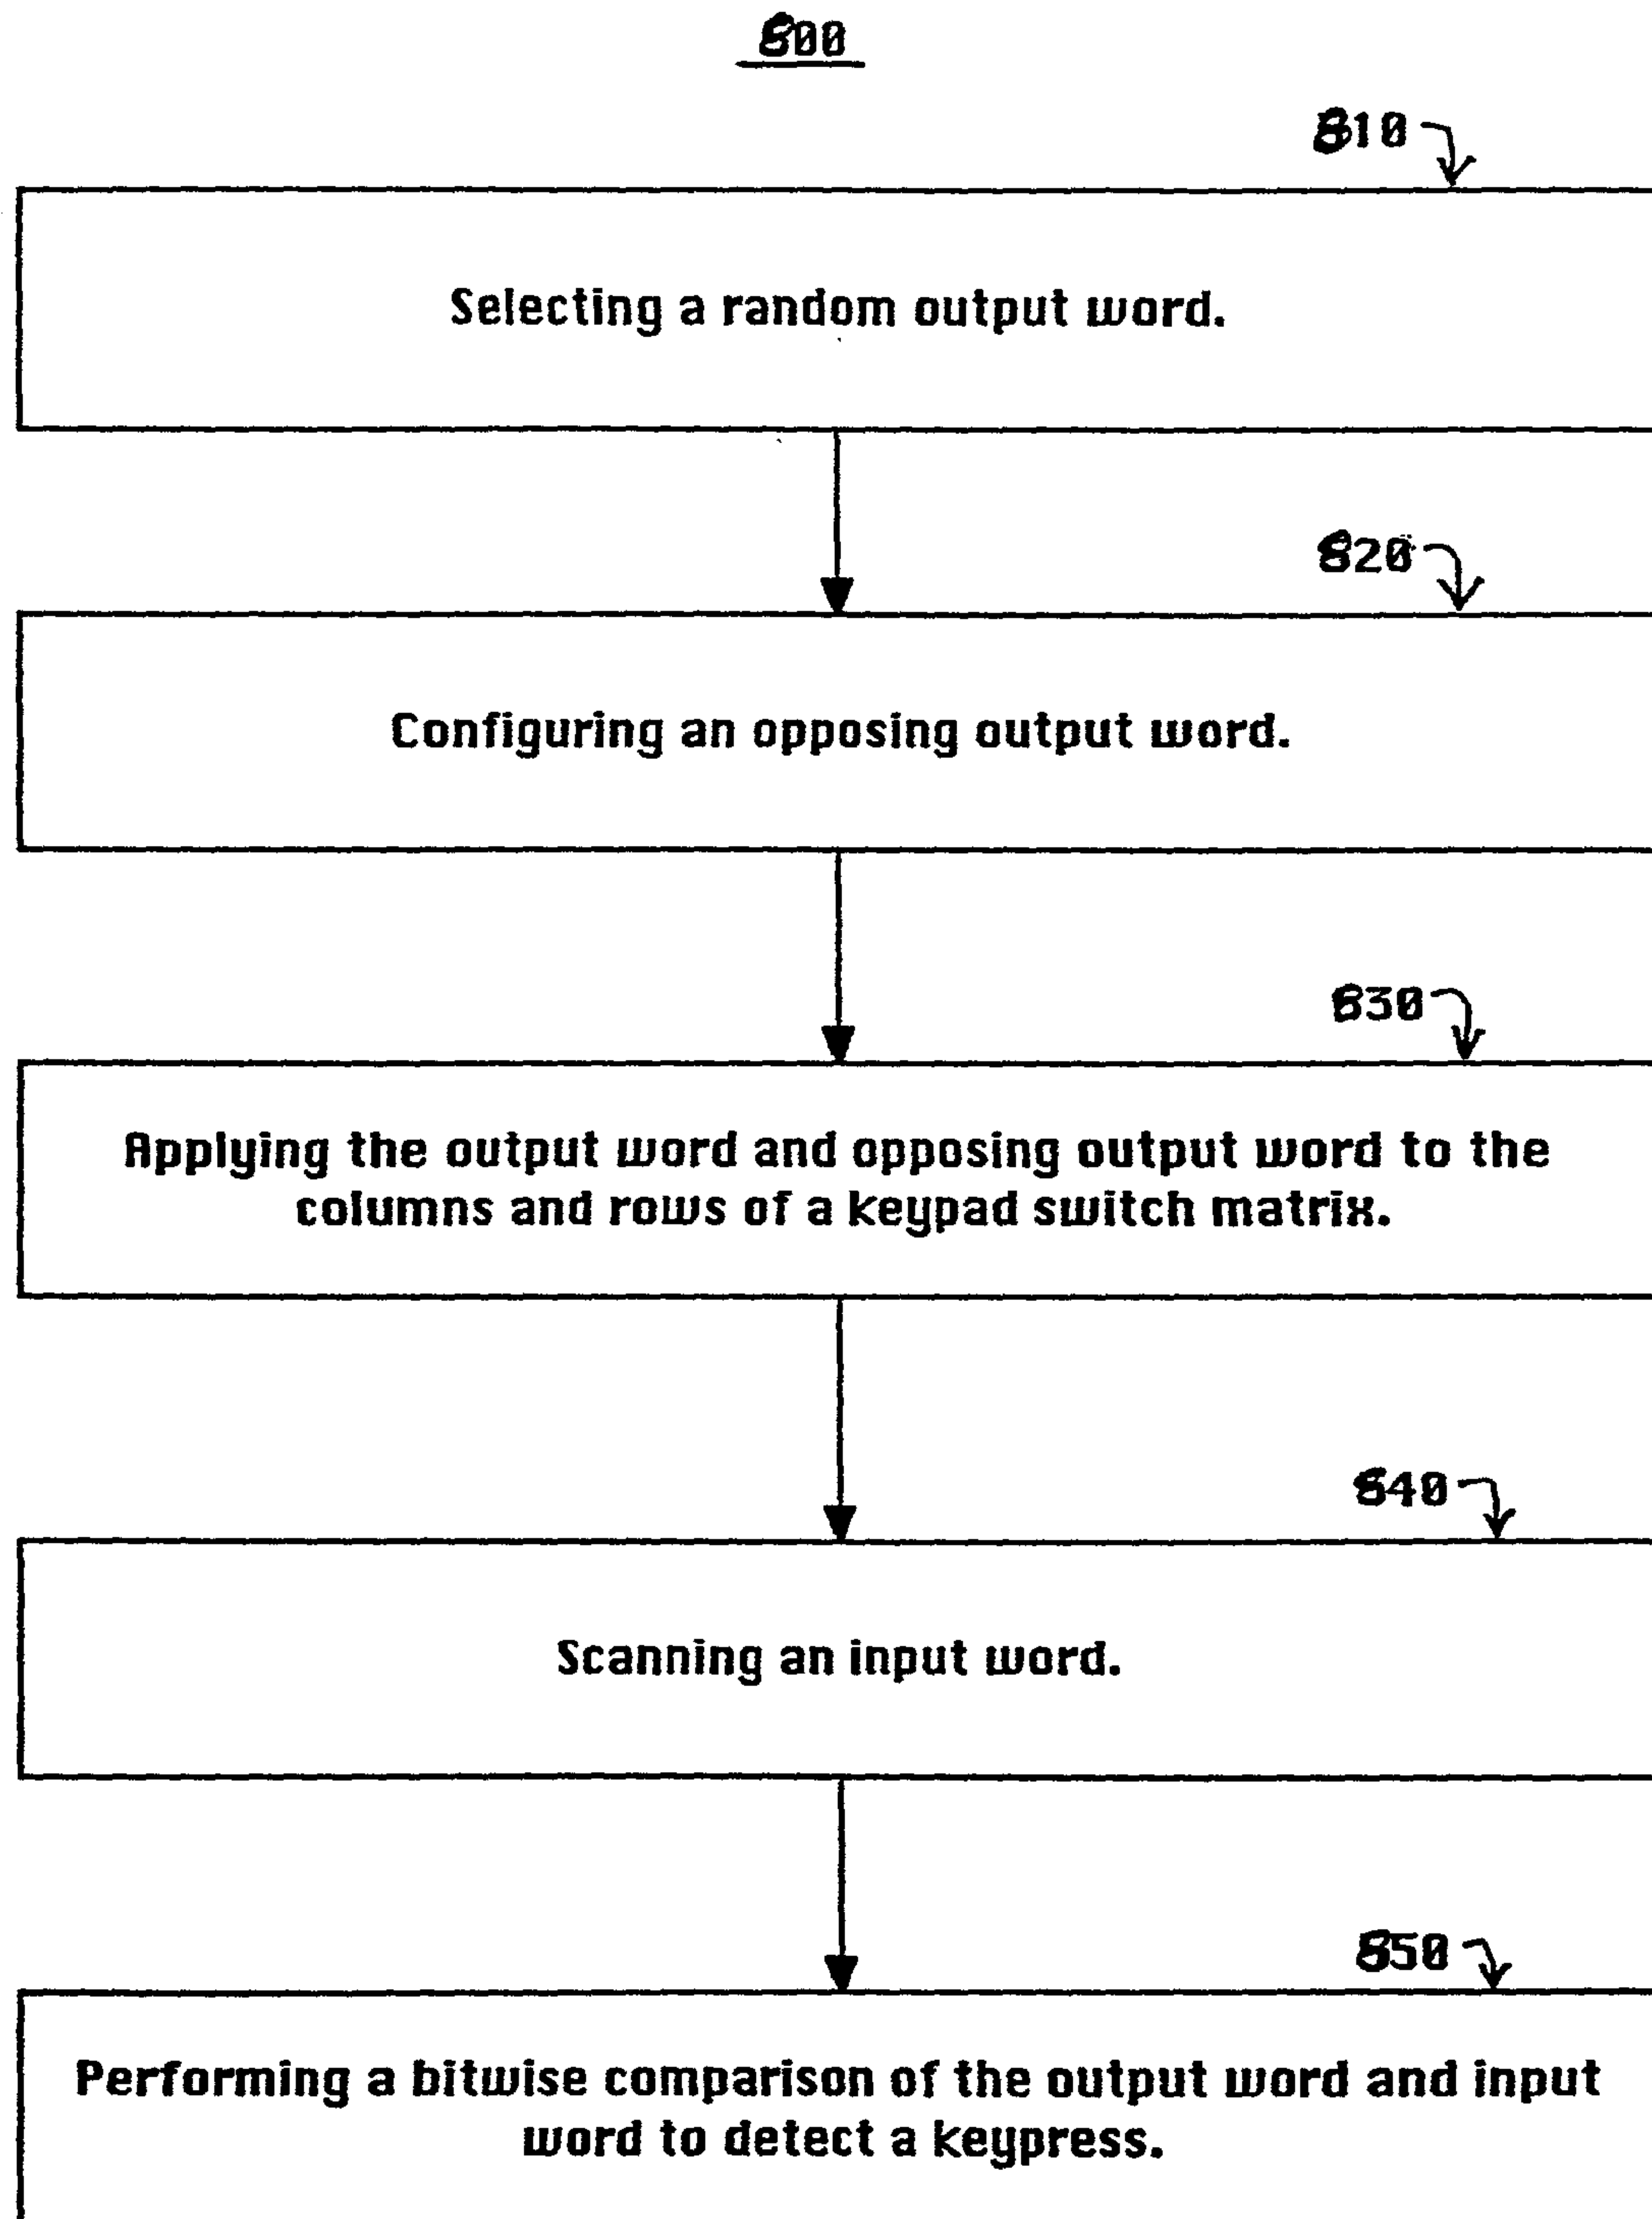 800
810
Selecting a random output word.
820
Configuring an opposing output word.
830
Applying the output word and opposing output word to the
columns and rows of a keypad switch matrix.
840
Scanning an input word.
850
Performing a bitwise comparison of the output word and input
word to detect a keypress.